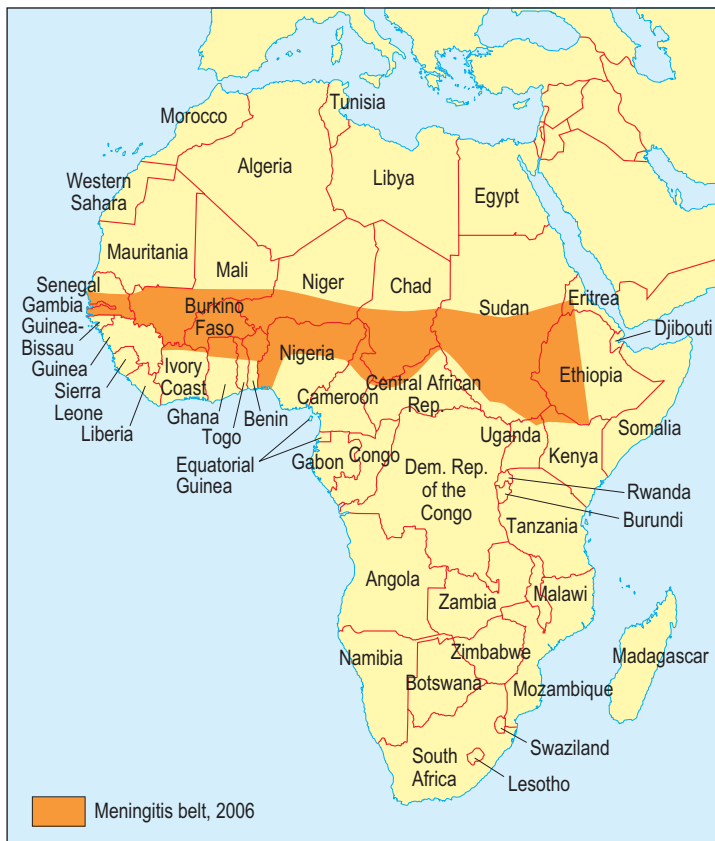 Tunisia
Morocco
Algeria
Libya
Egypt
Western
Sahara
Mauritania
Mali
Niger
Chad
Sudan
Eritrea
Djibouti
Senegal
Gambia
Guinea-
Bissau
Guinea
Sierra
Leone
Liberia
Burkino
Faso
Ivory
Coast
Ghana
Togo
Benin
Nigeria
Cameroon
Central African
Rep.
Ethiopia
Somalia
Equatorial
Guinea
Gabon
Congo
Uganda
Kenya
Dem. Rep.
of the
Congo
Rwanda
Burundi
Tanzania
Angola
Zambia
Malawi
Namibia
Zimbabwe
Botswana
Mozambique
Madagascar
Swaziland
South
Africa
Lesotho
Meningitis belt, 2006